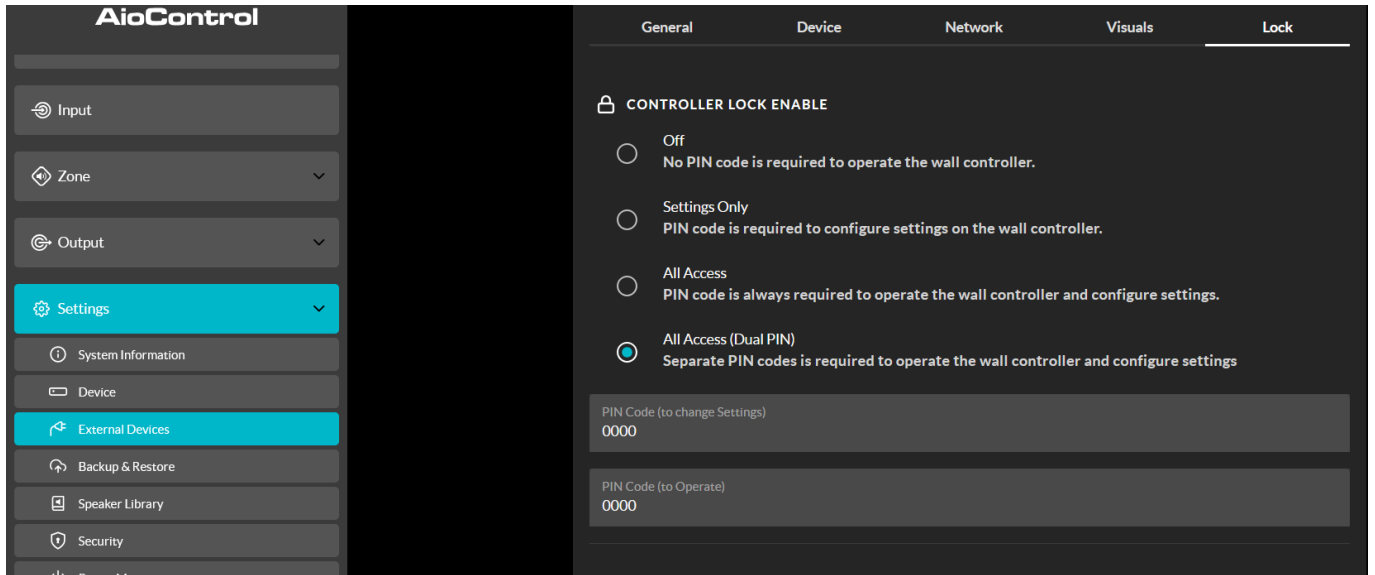 AioControl
Input
Zone
Output
Settings
System Information
Device
External Devices
Backup & Restore
Speaker Library
Security
General Device Network Visuals Lock
CONTROLLER LOCK ENABLE
Off
No PIN code is required to operate the wall controller.
Settings Only
PIN code is required to configure settings on the wall controller.
All Access
PIN code is always required to operate the wall controller and configure settings.
All Access (Dual PIN)
Separate PIN codes is required to operate the wall controller and configure settings
PIN Code (to change Settings)
0000
PIN Code (to Operate)
0000